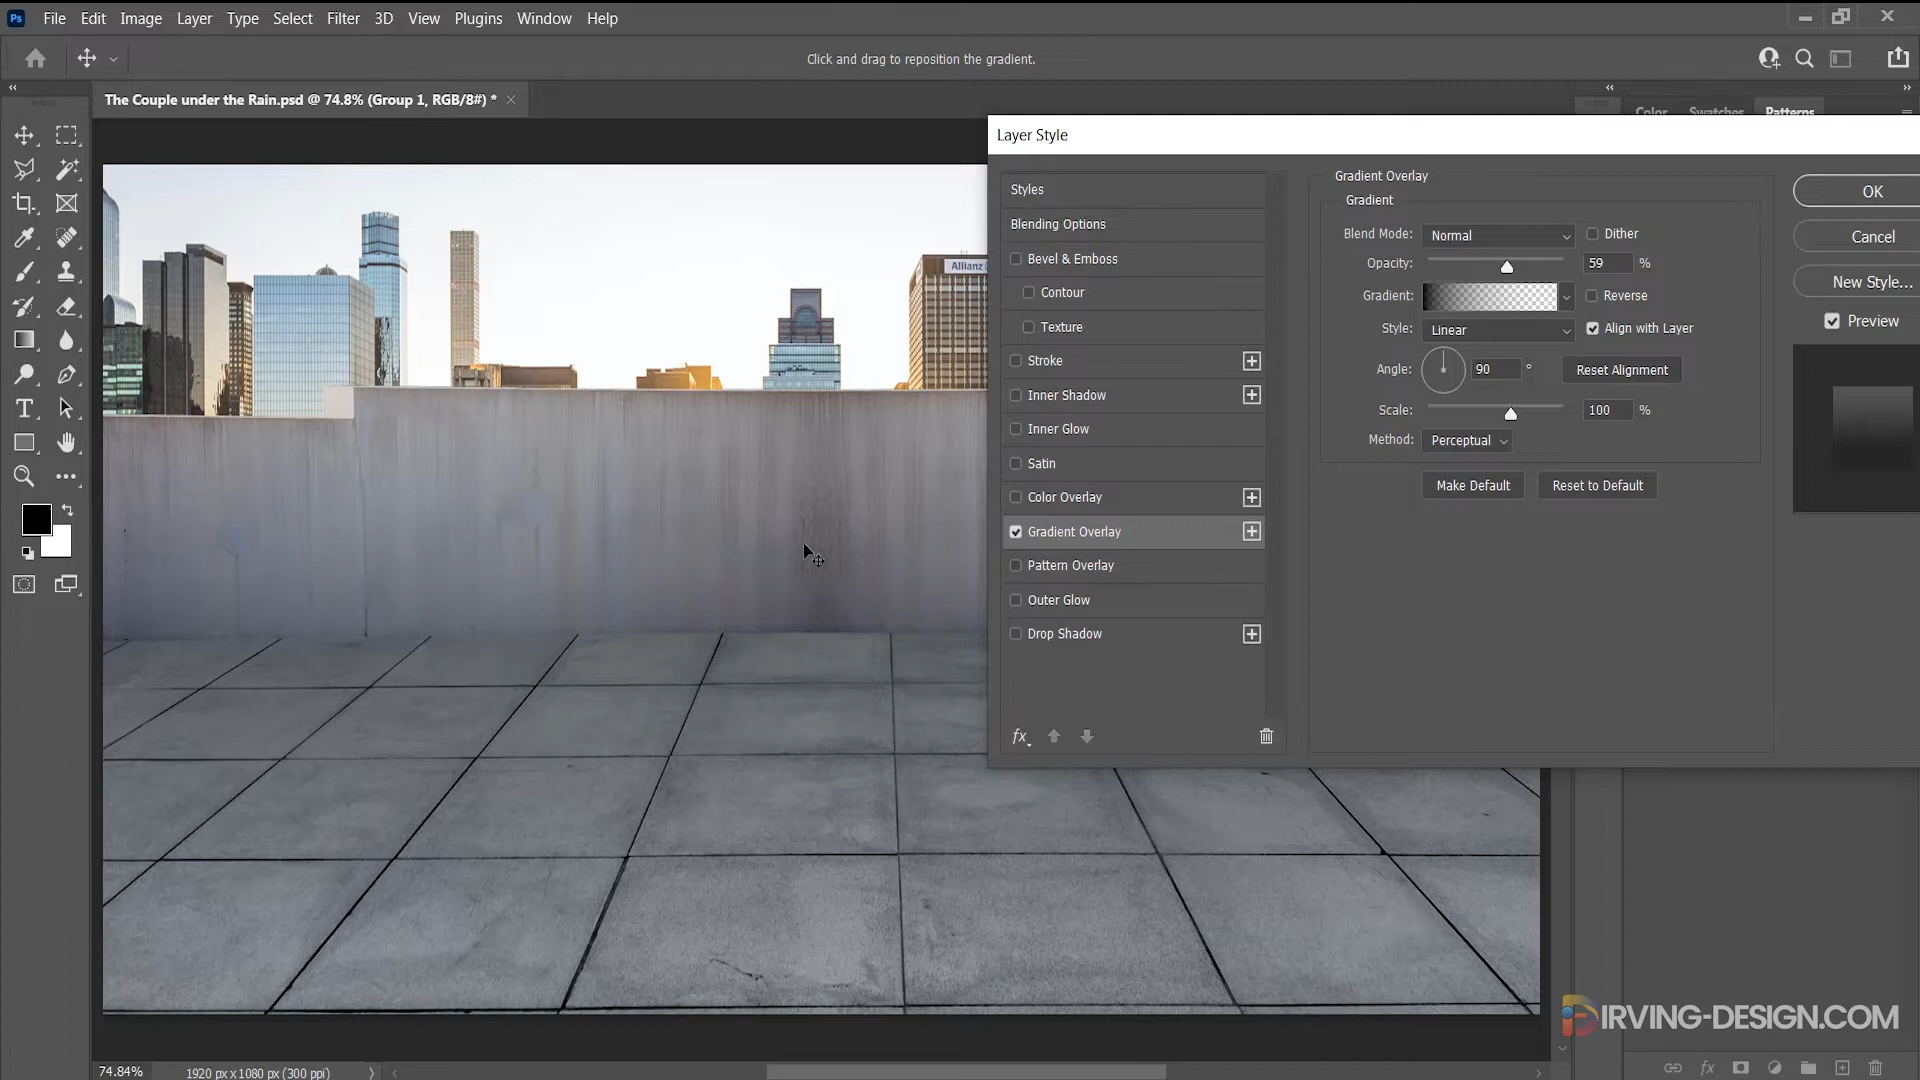 Ps File Edit Image Layer Type Select Filter 3D View Plugins Window Help
Click and drag to reposition the gradient.
The Couple under the Rain.psd @ 74.8% (Group 1, RGB/8#) *
Color Swatches Patterns
Layer Style
Styles
Blending Options
Bevel & Emboss
Contour
Texture
Stroke
Inner Shadow
Inner Glow
Satin
Color Overlay
Gradient Overlay
Pattern Overlay
Outer Glow
Drop Shadow
fx
Gradient Overlay
Gradient
Blend Mode: Normal Dither
Opacity: 59 %
Gradient: Reverse
Style: Linear Align with Layer
Angle: 90 ° Reset Alignment
Scale: 100 %
Method: Perceptual
Make Default Reset to Default
OK
Cancel
New Style...
Preview
Allianz
T
IRVING-DESIGN.COM
74.84% 1920 px x 1080 px (300 ppi)
fx